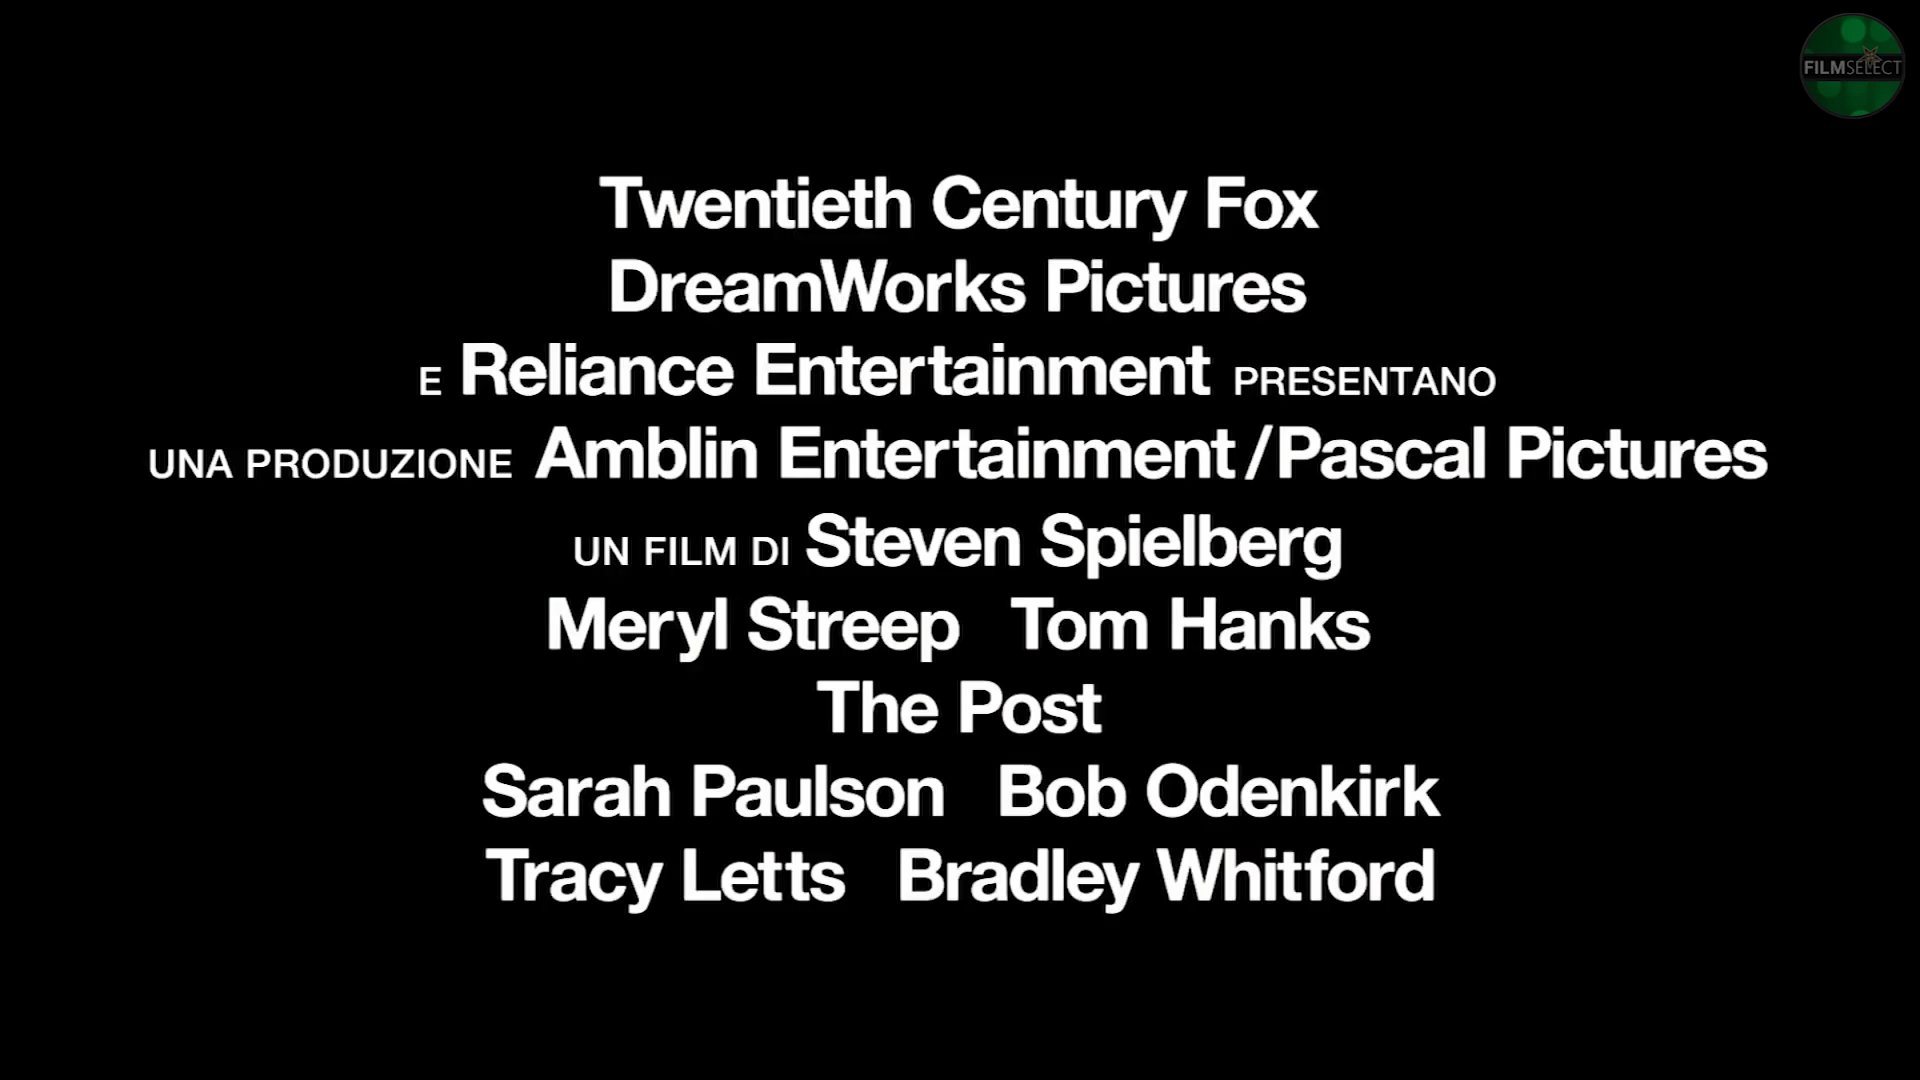 FILMSELECT
Twentieth Century Fox
DreamWorks Pictures
E Reliance Entertainment PRESENTANO
UNA PRODUZIONE Amblin Entertainment/Pascal Pictures
UN FILM DI Steven Spielberg
Meryl Streep Tom Hanks
The Post
Sarah Paulson Bob Odenkirk
Tracy Letts Bradley Whitford